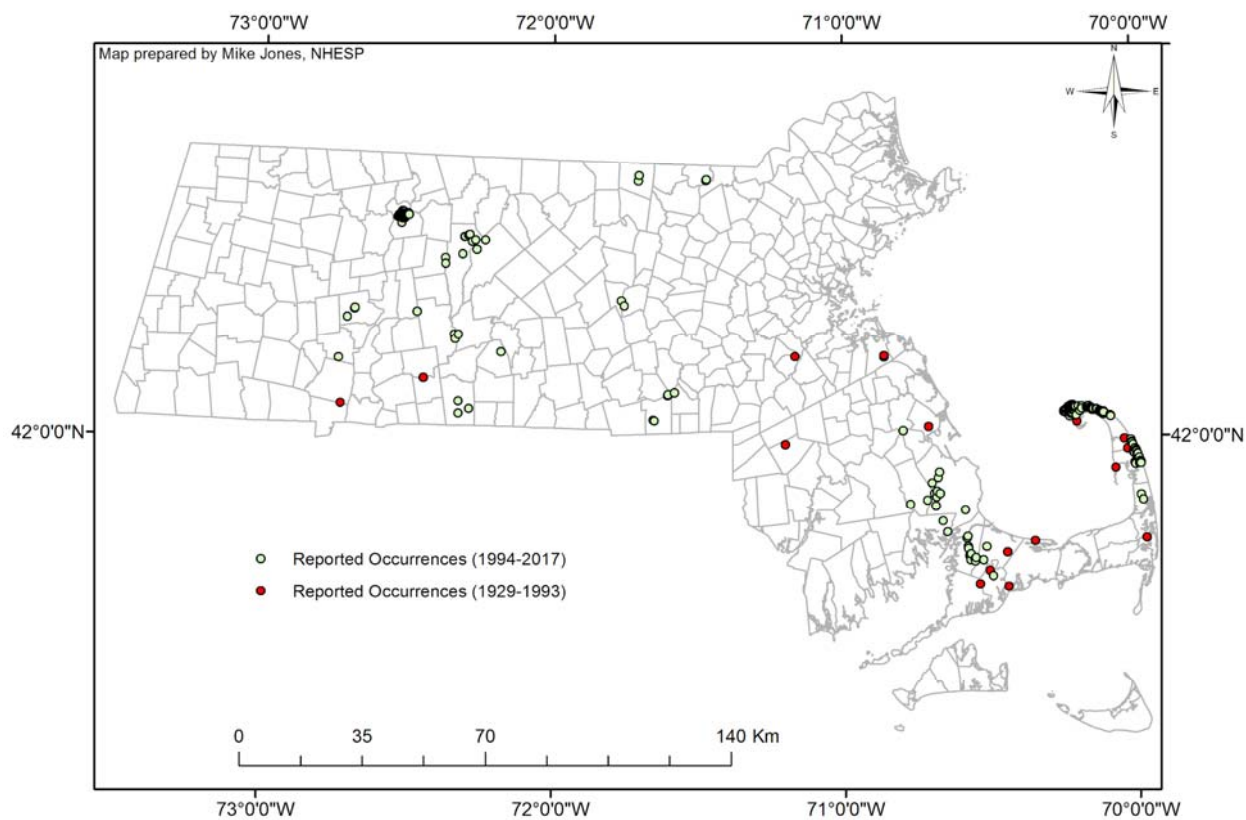 73°0'0"W 72°0'0"W 71°0'0"W 70°0'0"W
Map prepared by Mike Jones, NHESP
N
W E
S
42°0'0"N 42°0'0"N
Reported Occurrences (1994-2017)
Reported Occurrences (1929-1993)
0 35 70 140 Km
73°0'0"W 72°0'0"W 71°0'0"W 70°0'0"W